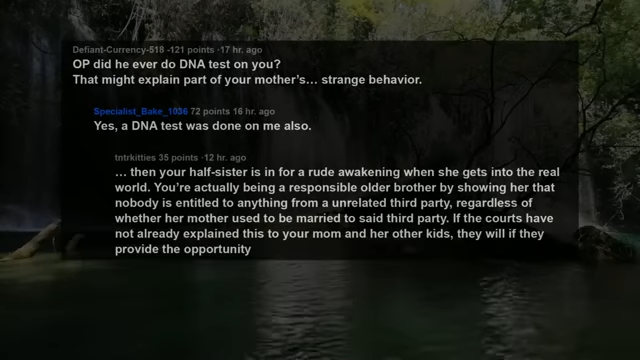 Defiant-Currency-518 -121 points ·17 hr. ago
OP did he ever do DNA test on you?
That might explain part of your mother's… strange behavior.
Specialist_Bake_1036 72 points 16 hr. ago
Yes, a DNA test was done on me also.
tntrkitties 35 points ·12 hr. ago
… then your half-sister is in for a rude awakening when she gets into the real
world. You're actually being a responsible older brother by showing her that
nobody is entitled to anything from a unrelated third party, regardless of
whether her mother used to be married to said third party. If the courts have
not already explained this to your mom and her other kids, they will if they
provide the opportunity